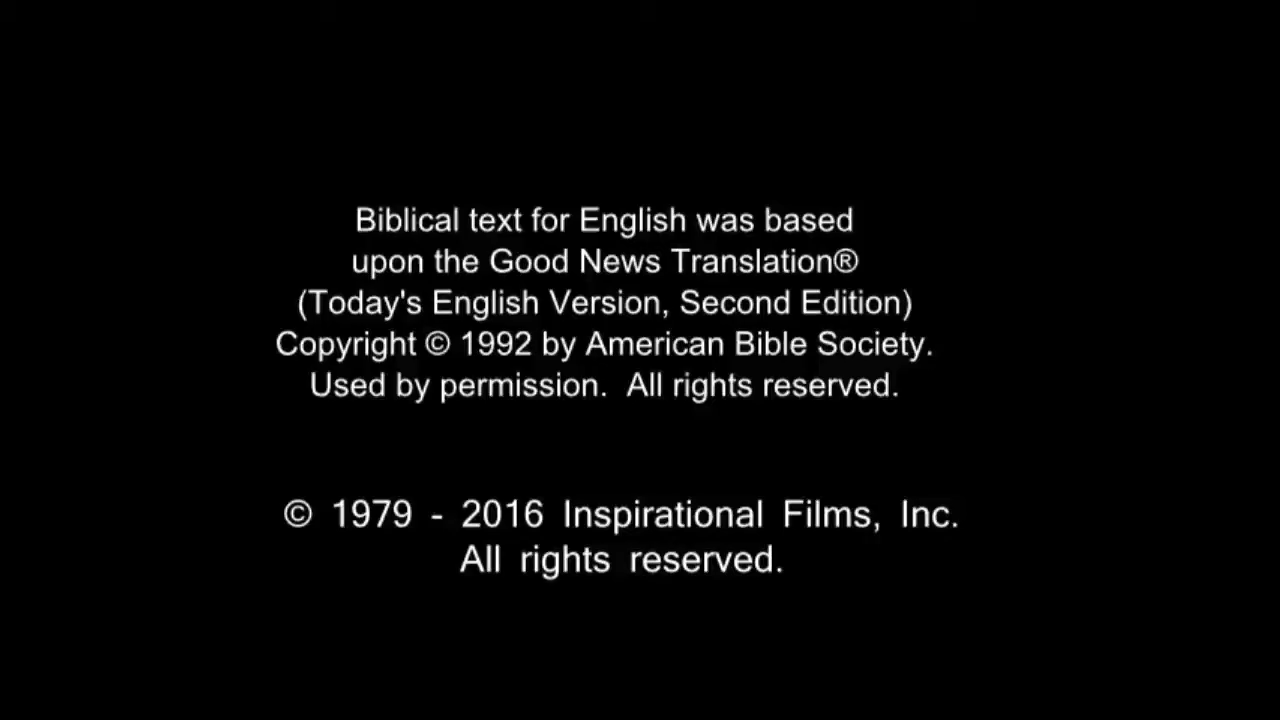 Biblical text for English was based
upon the Good News Translation®
(Today's English Version, Second Edition)
Copyright © 1992 by American Bible Society.
Used by permission.  All rights reserved.
© 1979 - 2016 Inspirational Films, Inc.
All rights reserved.